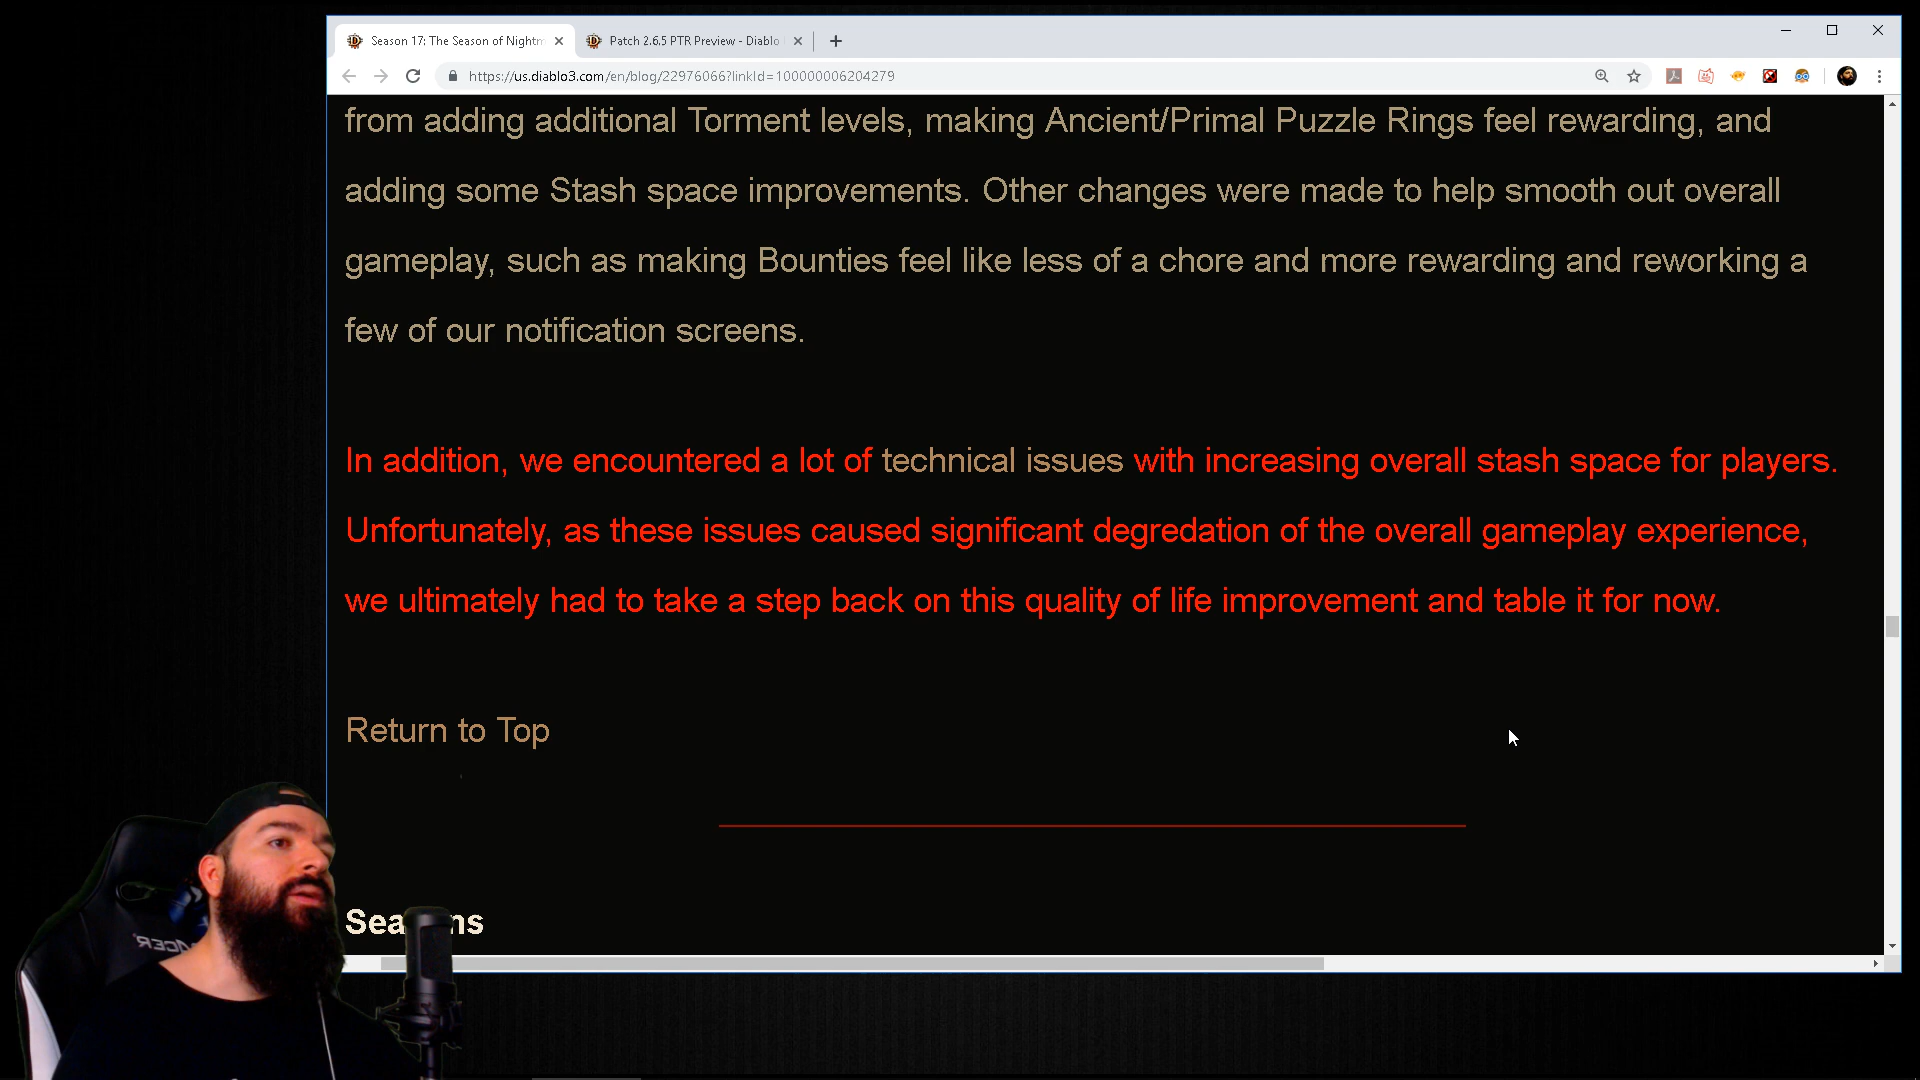 Season 17: The Season of Nightm
Patch 2.6.5 PTR Preview - Diablo
https://us.diablo3.com/en/blog/22976066?linkId=100000006204279
from adding additional Torment levels, making Ancient/Primal Puzzle Rings feel rewarding, and
adding some Stash space improvements. Other changes were made to help smooth out overall
gameplay, such as making Bounties feel like less of a chore and more rewarding and reworking a
few of our notification screens.
In addition, we encountered a lot of technical issues with increasing overall stash space for players.
Unfortunately, as these issues caused significant degredation of the overall gameplay experience,
we ultimately had to take a step back on this quality of life improvement and table it for now.
Return to Top